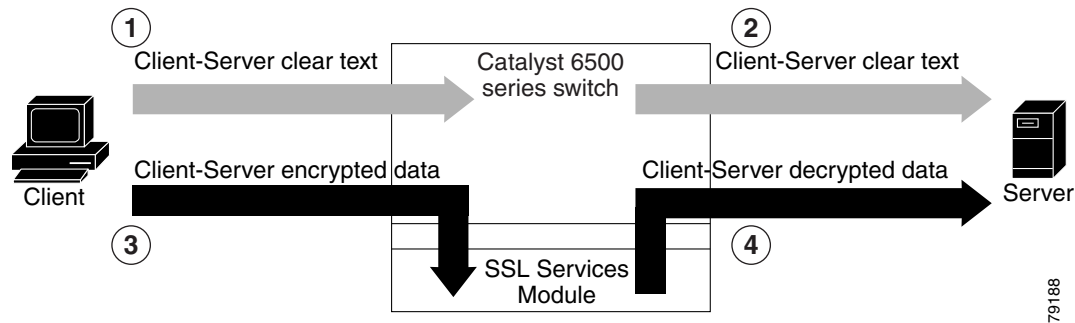 1
2
Client-Server clear text
Catalyst 6500
series switch
Client-Server clear text
Client-Server encrypted data
Client-Server decrypted data
Client
Server
3
4
SSL Services
Module
79188